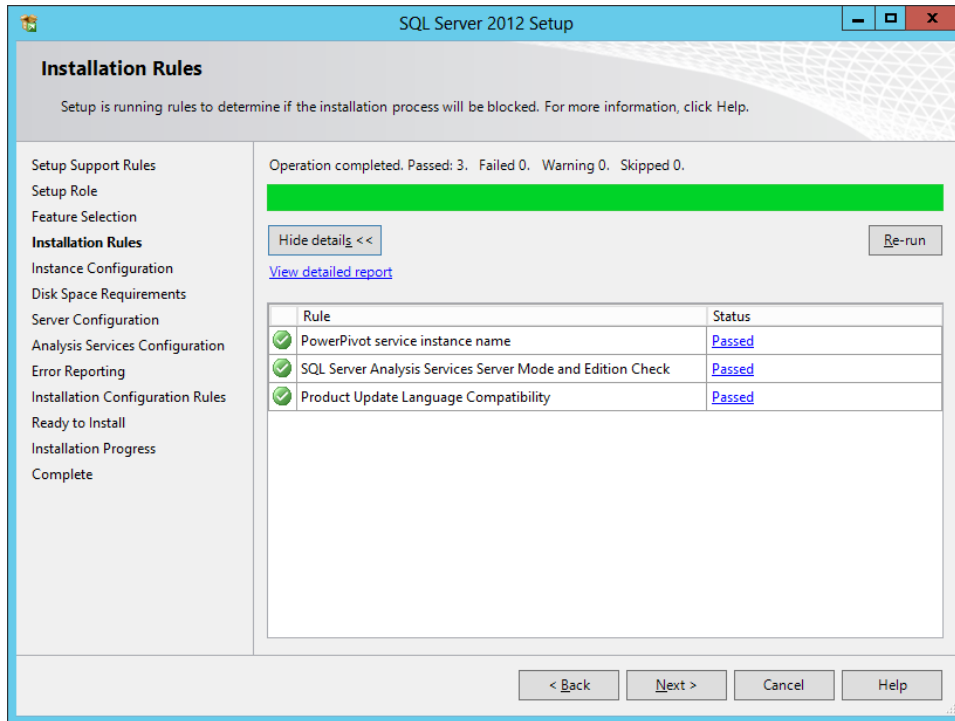 SQL Server 2012 Setup
Installation Rules
Setup is running rules to determine if the installation process will be blocked. For more information, click Help.
Setup Support Rules
Setup Role
Feature Selection
Installation Rules
Instance Configuration
Disk Space Requirements
Server Configuration
Analysis Services Configuration
Error Reporting
Installation Configuration Rules
Ready to Install
Installation Progress
Complete
Operation completed. Passed: 3. Failed 0. Warning 0. Skipped 0.
Hide details <<
Re-run
View detailed report
Rule Status
PowerPivot service instance name Passed
SQL Server Analysis Services Server Mode and Edition Check Passed
Product Update Language Compatibility Passed
< Back Next > Cancel Help